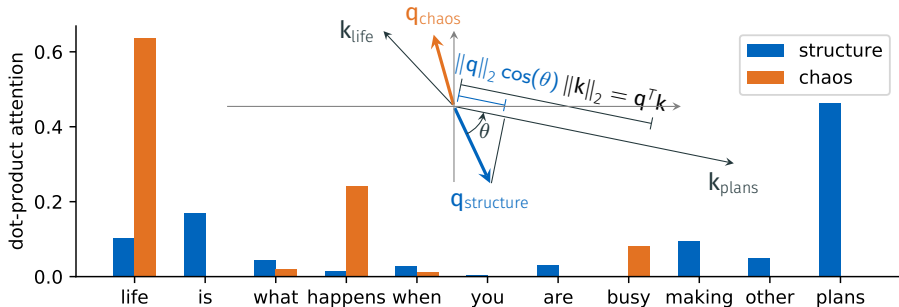 q_chaos
k_life
‖q‖₂ cos(θ) ‖k‖₂ = qᵀk
θ
q_structure
k_plans
structure
chaos
dot-product attention
0.6
0.4
0.2
0.0
life is what happens when you are busy making other plans